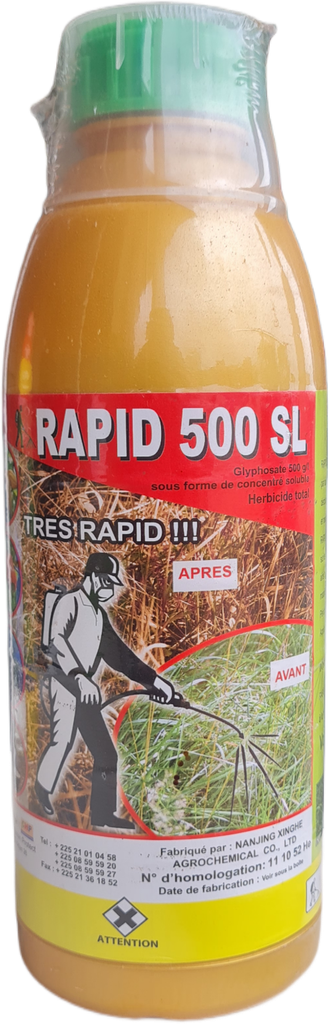 RAPID 500 SL
Glyphosate 500 g/l
sous forme de concentré soluble
Herbicide total
TRES RAPID !!!
APRES
AVANT
Tel : + 225 21 01 04 58
+ 225 08 59 59 20
+ 225 08 59 59 27
Fax : + 225 21 36 18 52
Fabriqué par : NANJING XINGHE
AGROCHEMICAL CO., LTD
N° d'homologation: 11 10 52 He
Date de fabrication : Voir sous la boîte
ATTENTION